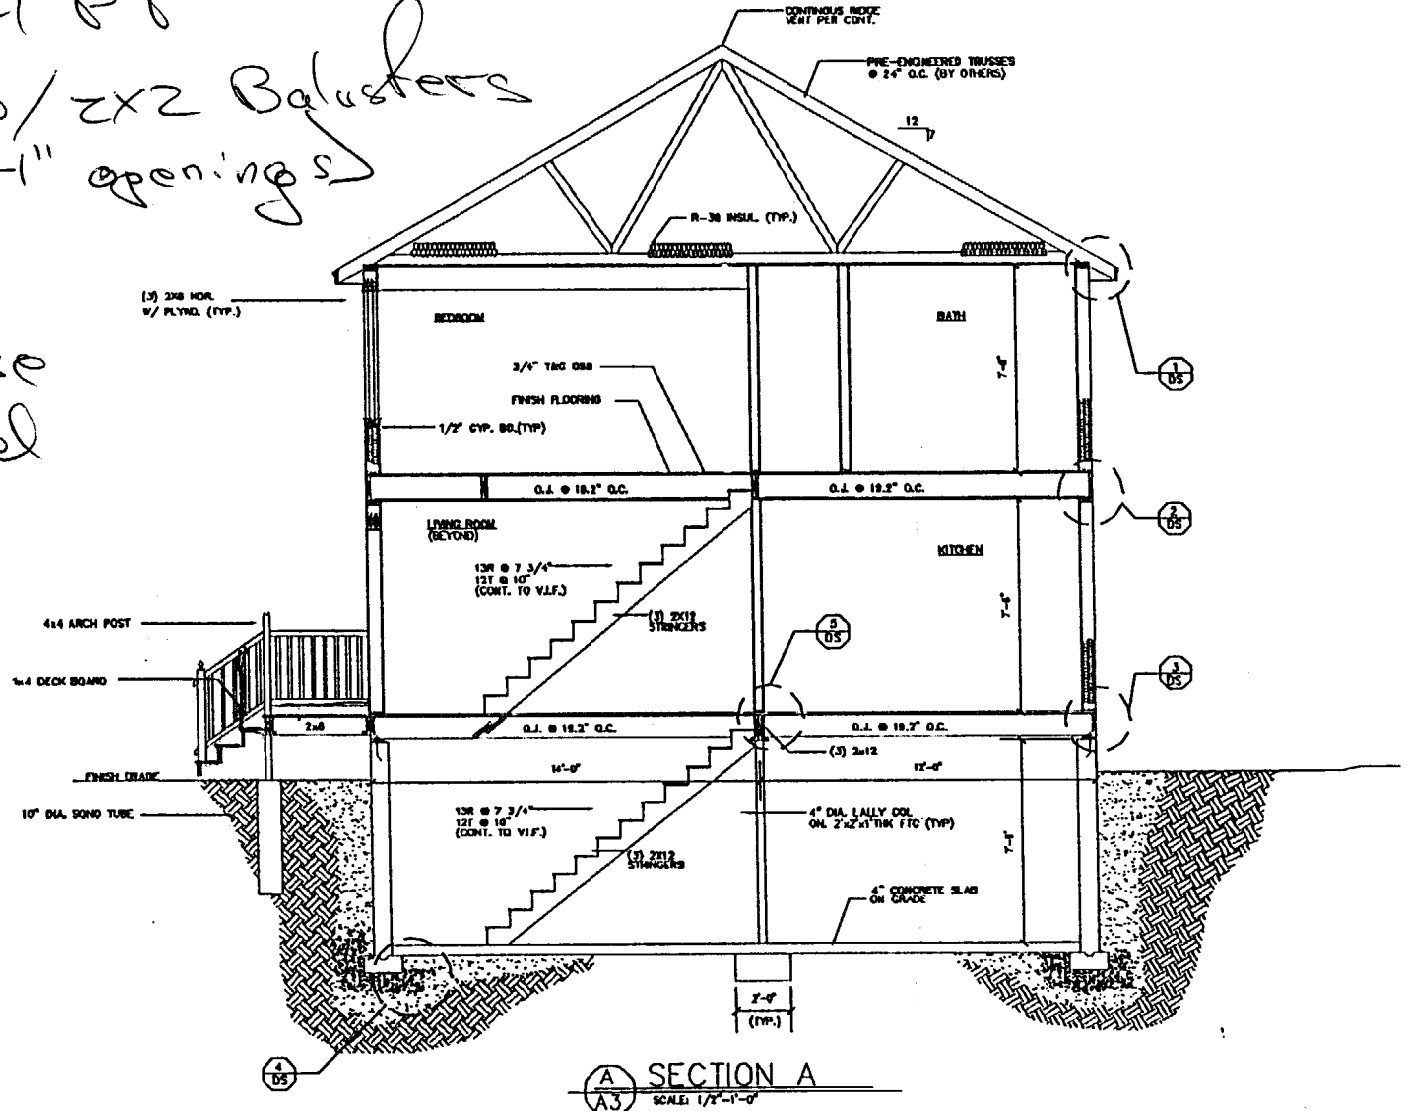 w/ 2x2 Balusters
openings
CONTINOUS RIDGE
VENT PER CONT.
PRE-ENGINEERED TRUSSES
@ 24" O.C. (BY OTHERS)
12
7
R-38 INSUL. (TYP.)
(3) 2X8 HDR.
W/ PLYWD. (TYP.)
BEDROOM
BATH
1
DS
3/4" T&G OSB
7'-6"
FINISH FLOORING
1/2" GYP. BD.(TYP)
O.J. @ 19.2" O.C.
O.J. @ 19.2" O.C.
2
DS
LIVING ROOM
(BEYOND)
KITCHEN
13R @ 7 3/4"
12T @ 10"
(CONT. TO V.I.F.)
7'-6"
(3) 2X12
STRINGERS
4x4 ARCH POST
5
DS
3
DS
1x4 DECK BOARD
2x8
O.J. @ 19.2" O.C.
O.J. @ 19.2" O.C.
(3) 2x12
FINISH GRADE
14'-0"
12'-0"
10" DIA. SONO TUBE
13R @ 7 3/4"
12T @ 10"
(CONT. TO V.I.F.)
4" DIA. LALLY COL.
ON. 2'x2'x1'THK FTG (TYP)
(3) 2X12
STRINGERS
4" CONCRETE SLAB
ON GRADE
2'-0"
(TYP.)
4
DS
A
A3
SECTION A
SCALE: 1/2"-1'-0"